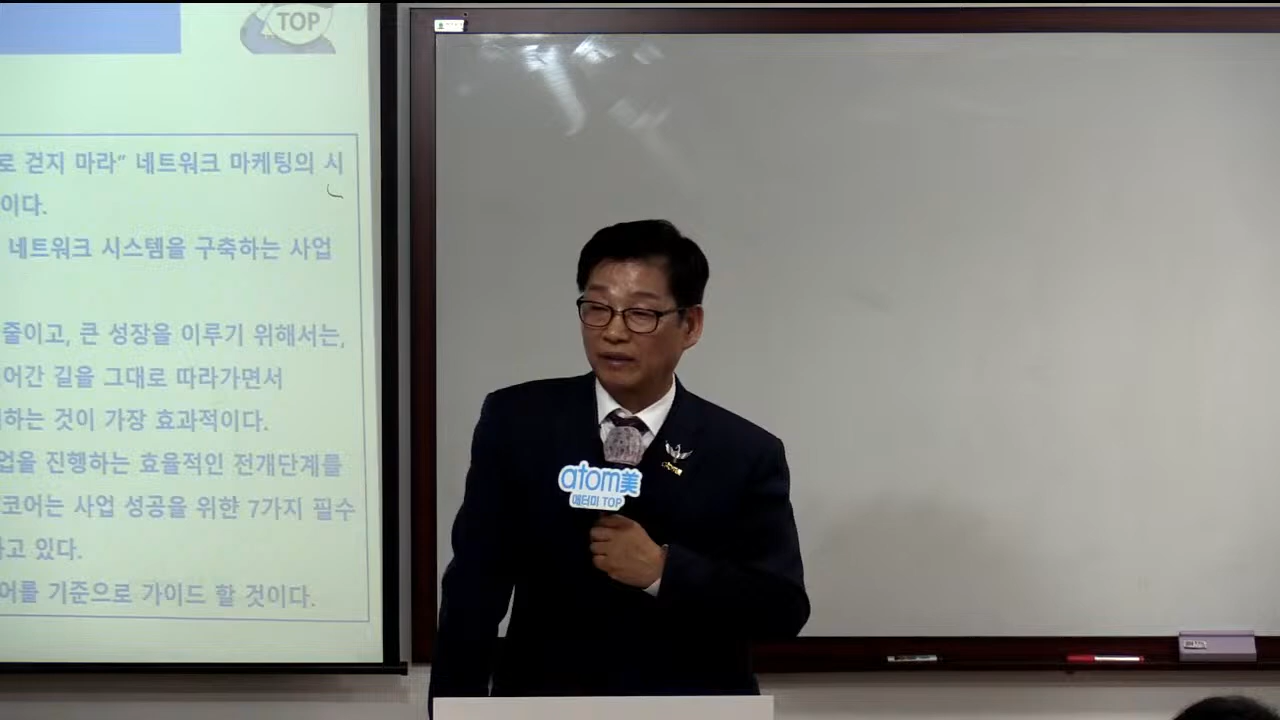 TOP
로 걷지 마라” 네트워크 마케팅의 시
이다.
네트워크 시스템을 구축하는 사업
줄이고, 큰 성장을 이루기 위해서는,
어간 길을 그대로 따라가면서
하는 것이 가장 효과적이다.
업을 진행하는 효율적인 전개단계를
코어는 사업 성공을 위한 7가지 필수
고 있다.
어를 기준으로 가이드 할 것이다.
atom美
애터미 TOP